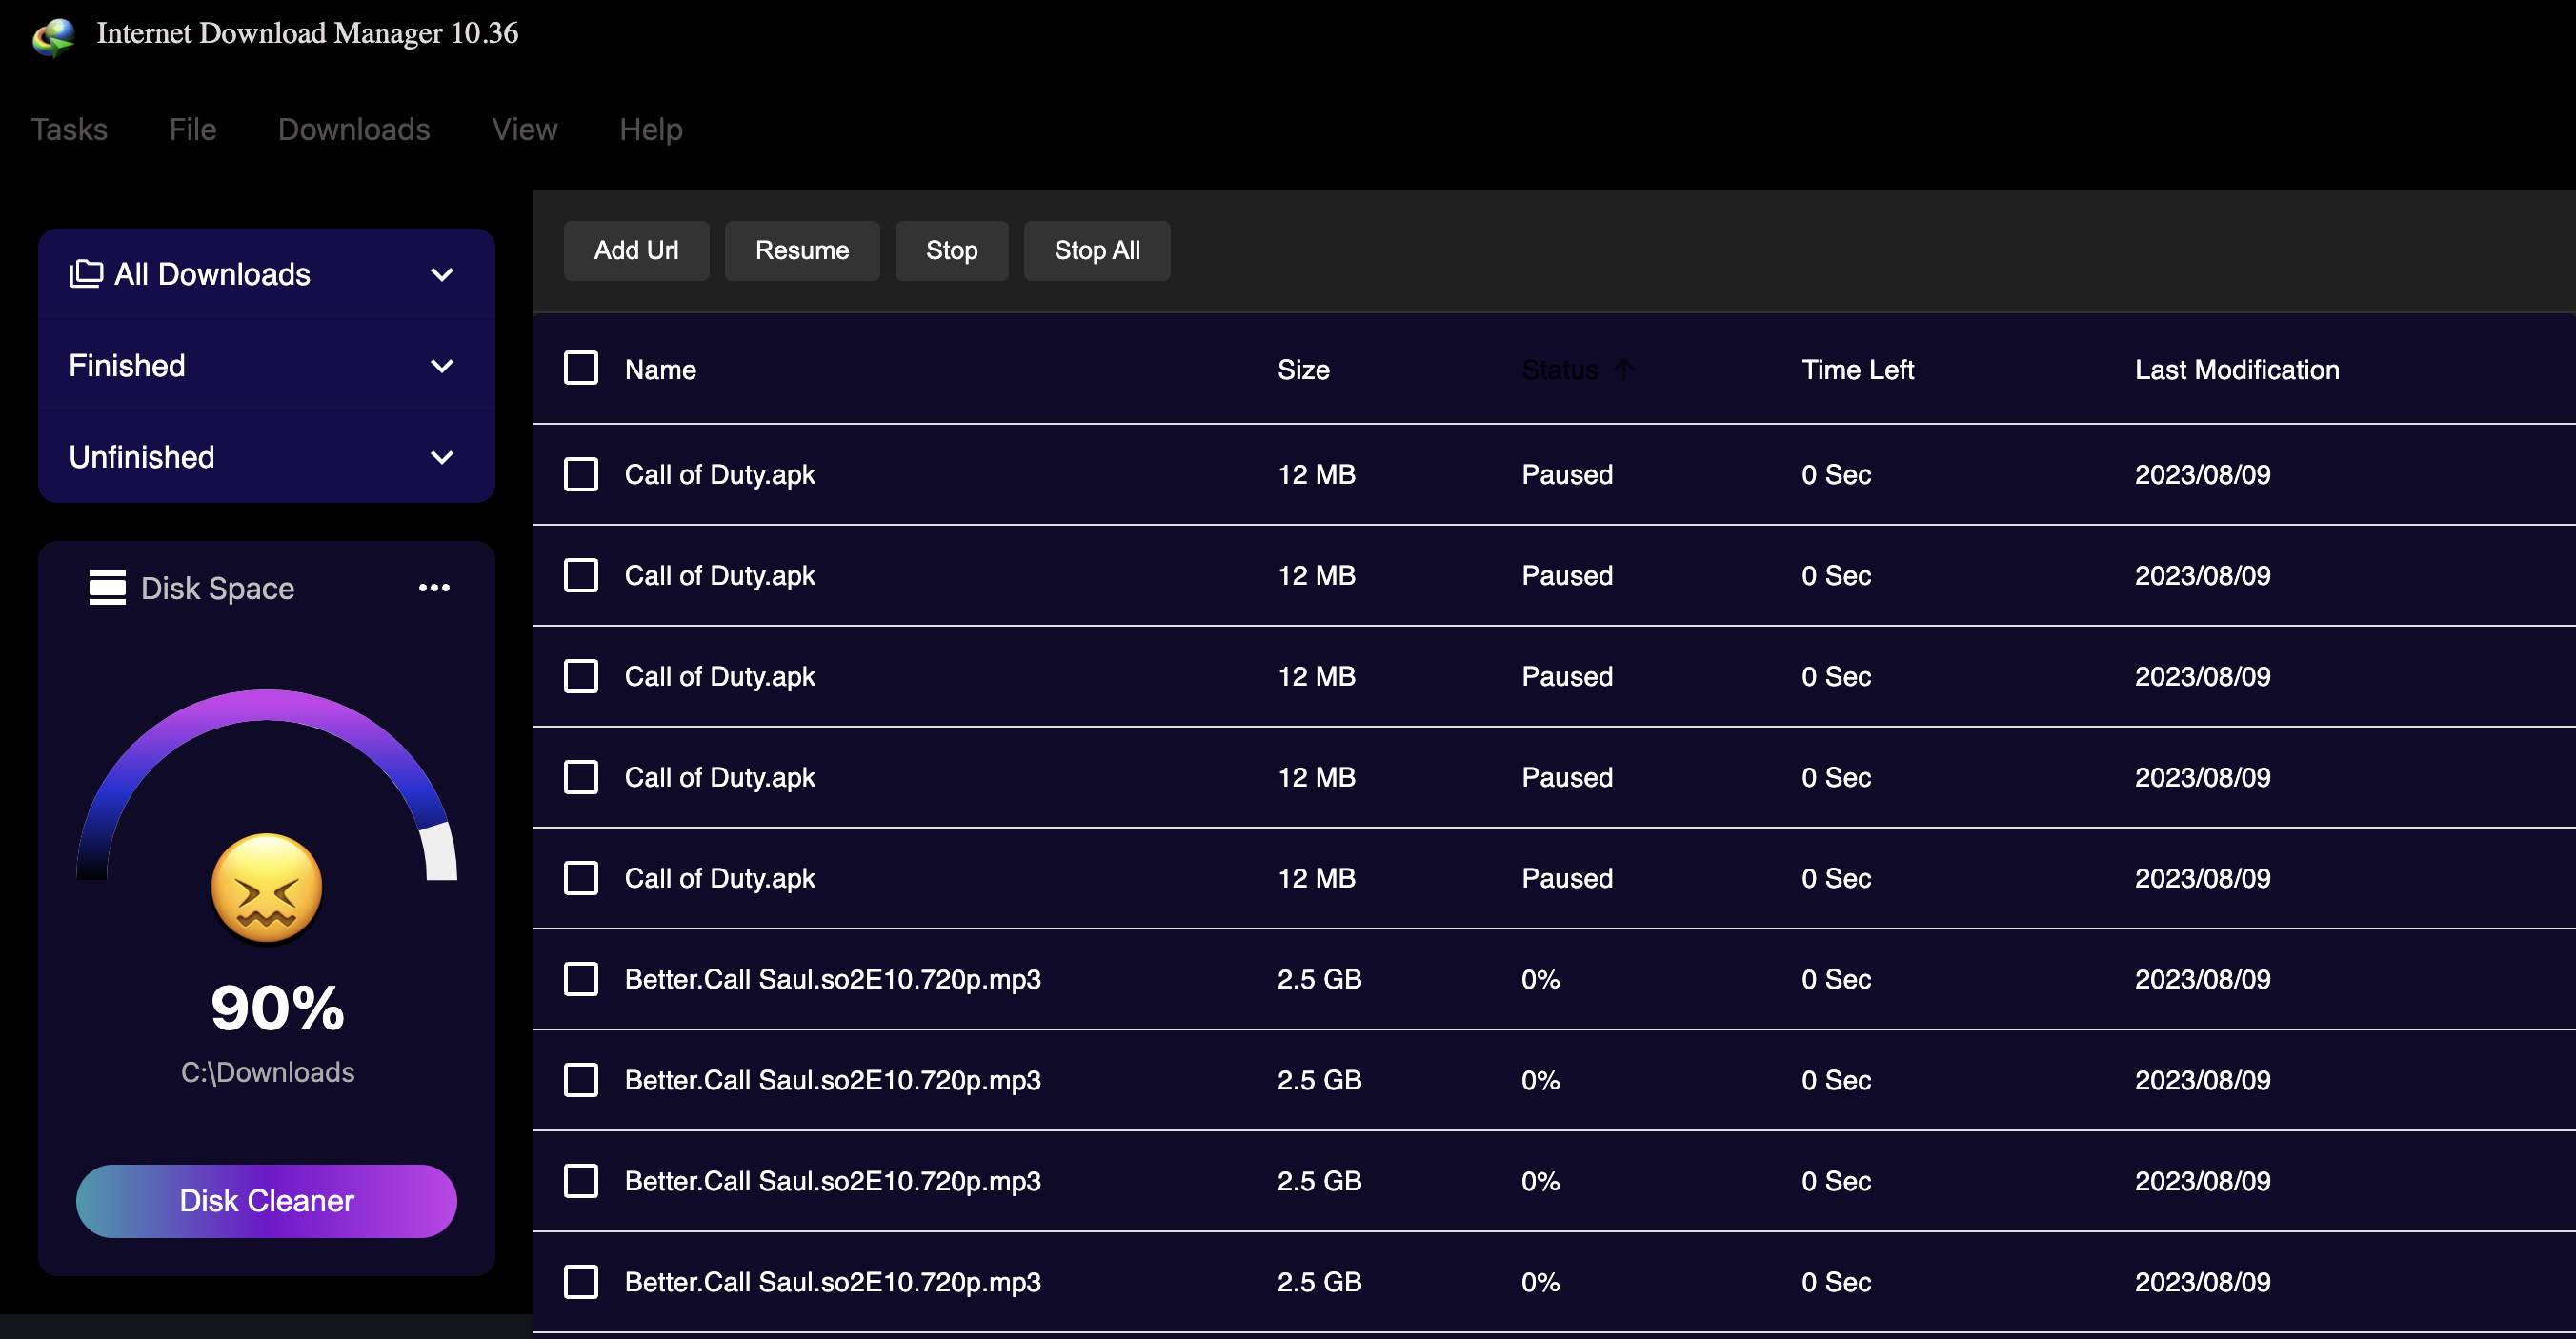 Internet Download Manager 10.36
Tasks File Downloads View Help
All Downloads
Finished
Unfinished
Disk Space
90%
C:\Downloads
Disk Cleaner
Add Url Resume Stop Stop All
Name Size Status Time Left Last Modification
Call of Duty.apk 12 MB Paused 0 Sec 2023/08/09
Call of Duty.apk 12 MB Paused 0 Sec 2023/08/09
Call of Duty.apk 12 MB Paused 0 Sec 2023/08/09
Call of Duty.apk 12 MB Paused 0 Sec 2023/08/09
Call of Duty.apk 12 MB Paused 0 Sec 2023/08/09
Better.Call Saul.so2E10.720p.mp3 2.5 GB 0% 0 Sec 2023/08/09
Better.Call Saul.so2E10.720p.mp3 2.5 GB 0% 0 Sec 2023/08/09
Better.Call Saul.so2E10.720p.mp3 2.5 GB 0% 0 Sec 2023/08/09
Better.Call Saul.so2E10.720p.mp3 2.5 GB 0% 0 Sec 2023/08/09